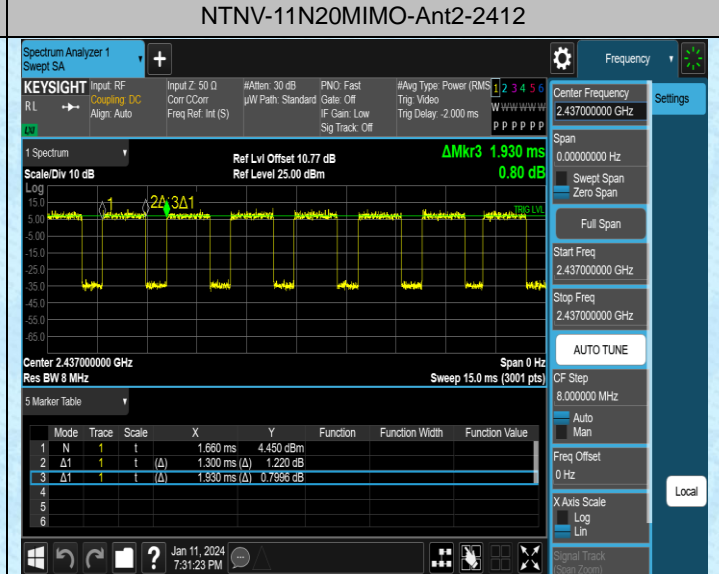 NTNV-11N20MIMO-Ant2-2412
Spectrum Analyzer 1
Swept SA
+
Frequency
KEYSIGHT
RL
Input: RF
Coupling: DC
Align: Auto
Input Z: 50 Ω
Corr CCorr
Freq Ref: Int (S)
#Atten: 30 dB
µW Path: Standard
PNO: Fast
Gate: Off
IF Gain: Low
Sig Track: Off
#Avg Type: Power (RMS
Trig: Video
Trig Delay: -2.000 ms
1 2 3 4 5 6
W W W W W W
P P P P P P
Center Frequency
2.437000000 GHz
Settings
Span
0.00000000 Hz
Swept Span
Zero Span
Full Span
Start Freq
2.437000000 GHz
Stop Freq
2.437000000 GHz
AUTO TUNE
CF Step
8.000000 MHz
Auto
Man
Freq Offset
0 Hz
X Axis Scale
Log
Lin
Signal Track
(Span Zoom)
Local
1 Spectrum
Scale/Div 10 dB
Ref Lvl Offset 10.77 dB
Ref Level 25.00 dBm
ΔMkr3 1.930 ms
0.80 dB
Log
15.0
5.00
-5.00
-15.0
-25.0
-35.0
-45.0
-55.0
-65.0
1
2Δ1
3Δ1
TRIG LVL
Center 2.437000000 GHz
Res BW 8 MHz
Span 0 Hz
Sweep 15.0 ms (3001 pts)
5 Marker Table
Mode Trace Scale X Y Function Function Width Function Value
1 N 1 t 1.660 ms 4.450 dBm
2 Δ1 1 t (Δ) 1.300 ms (Δ) 1.220 dB
3 Δ1 1 t (Δ) 1.930 ms (Δ) 0.7996 dB
4
5
6
?
Jan 11, 2024
7:31:23 PM